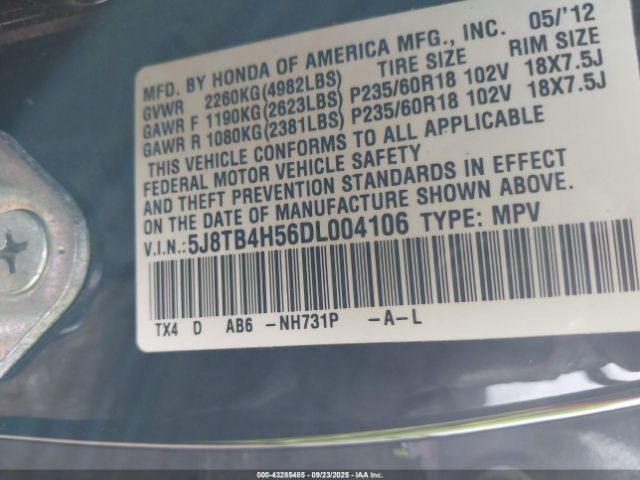 MFD. BY HONDA OF AMERICA MFG., INC. 05/'12
GVWR 2260KG(4982LBS) TIRE SIZE RIM SIZE
GAWR F 1190KG(2623LBS) P235/60R18 102V 18X7.5J
GAWR R 1080KG(2381LBS) P235/60R18 102V 18X7.5J
THIS VEHICLE CONFORMS TO ALL APPLICABLE
FEDERAL MOTOR VEHICLE SAFETY
AND THEFT PREVENTION STANDARDS IN EFFECT
ON THE DATE OF MANUFACTURE SHOWN ABOVE.
V.I.N.: 5J8TB4H56DL004106 TYPE: MPV
TX4 D AB6 -NH731P -A-L
000-43285485 - 09/23/2025 - IAA Inc.